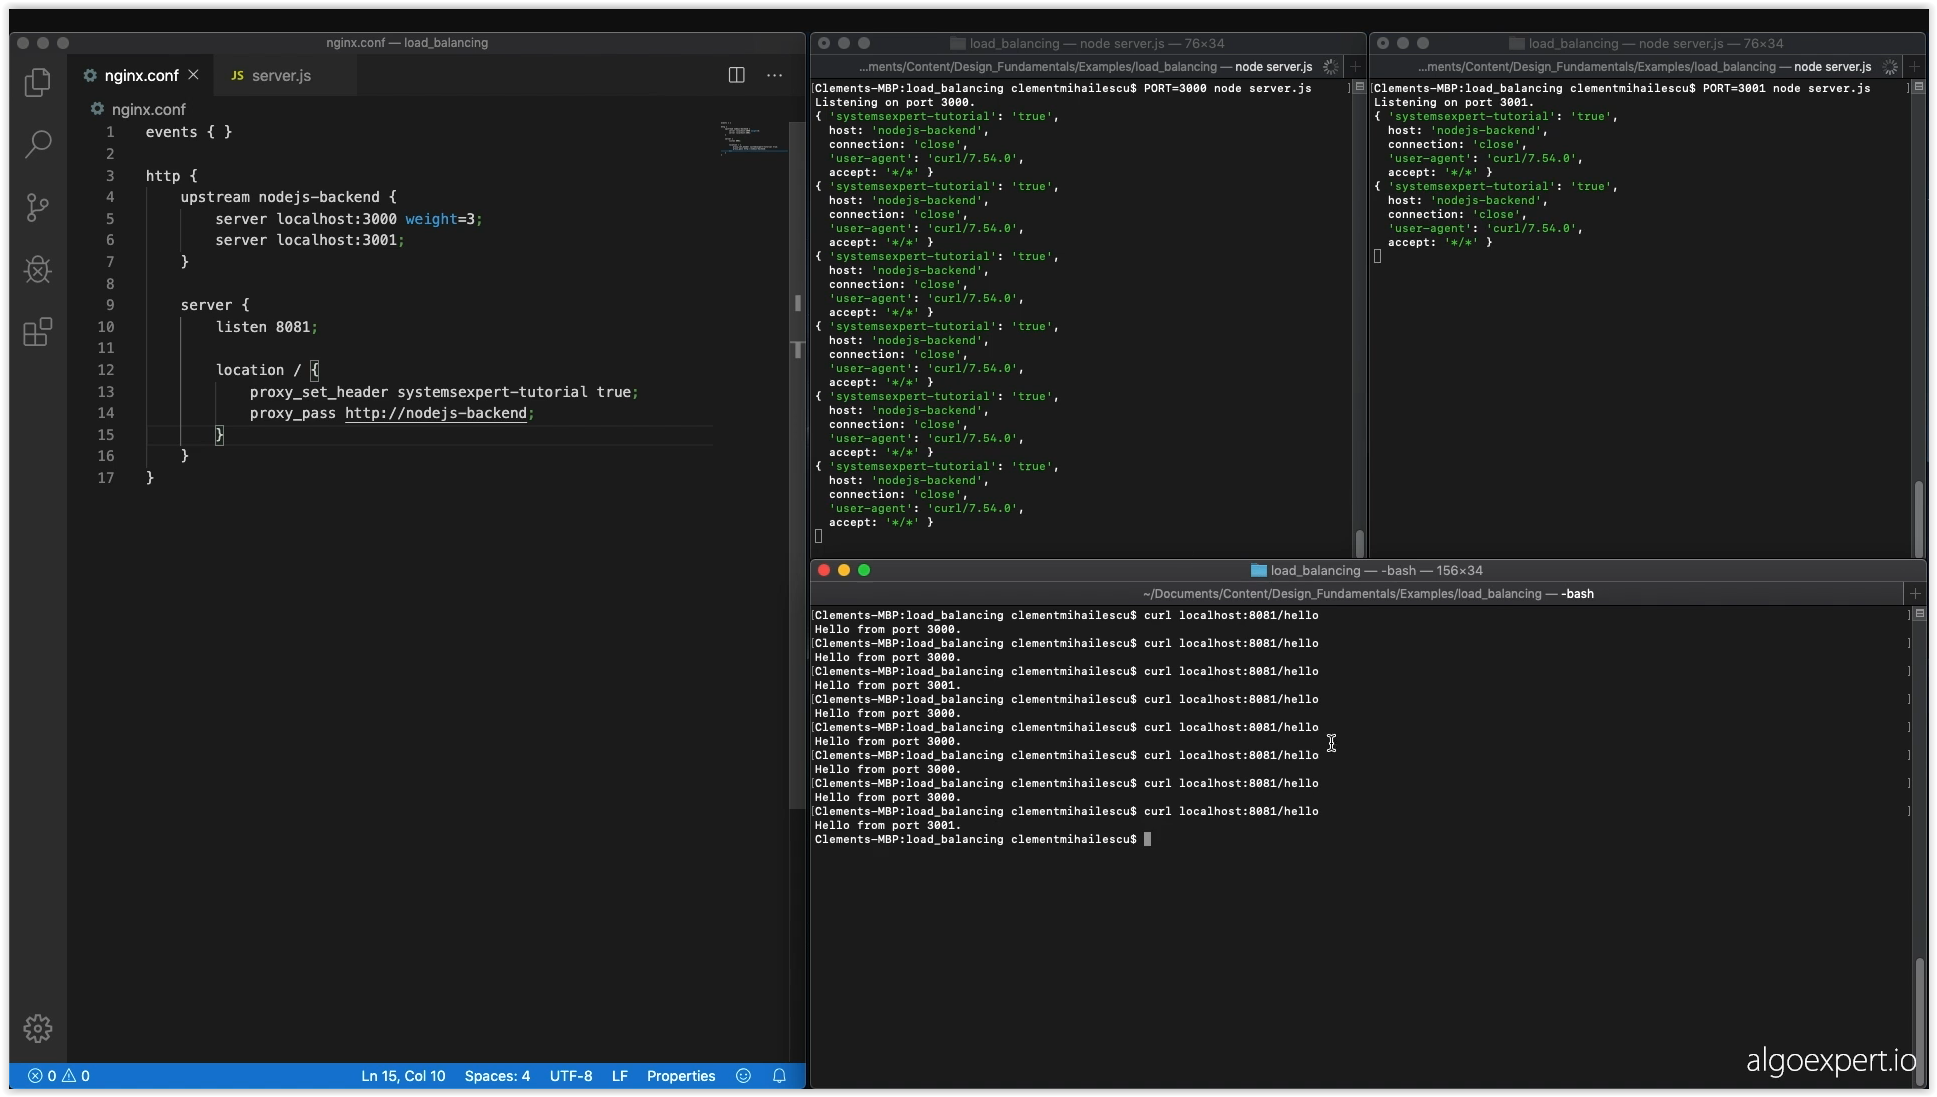 nginx.conf — load_balancing
nginx.conf
JS server.js
nginx.conf
1 events { }
2
3 http {
4 upstream nodejs-backend {
5 server localhost:3000 weight=3;
6 server localhost:3001;
7 }
8
9 server {
10 listen 8081;
11
12 location / {
13 proxy_set_header systemsexpert-tutorial true;
14 proxy_pass http://nodejs-backend;
15 }
16 }
17 }
0 0 Ln 15, Col 10 Spaces: 4 UTF-8 LF Properties
load_balancing — node server.js — 76×34
...ments/Content/Design_Fundamentals/Examples/load_balancing — node server.js
[Clements-MBP:load_balancing clementmihailescu$ PORT=3000 node server.js ]
Listening on port 3000.
{ 'systemsexpert-tutorial': 'true',
host: 'nodejs-backend',
connection: 'close',
'user-agent': 'curl/7.54.0',
accept: '*/*' }
{ 'systemsexpert-tutorial': 'true',
host: 'nodejs-backend',
connection: 'close',
'user-agent': 'curl/7.54.0',
accept: '*/*' }
{ 'systemsexpert-tutorial': 'true',
host: 'nodejs-backend',
connection: 'close',
'user-agent': 'curl/7.54.0',
accept: '*/*' }
{ 'systemsexpert-tutorial': 'true',
host: 'nodejs-backend',
connection: 'close',
'user-agent': 'curl/7.54.0',
accept: '*/*' }
{ 'systemsexpert-tutorial': 'true',
host: 'nodejs-backend',
connection: 'close',
'user-agent': 'curl/7.54.0',
accept: '*/*' }
{ 'systemsexpert-tutorial': 'true',
host: 'nodejs-backend',
connection: 'close',
'user-agent': 'curl/7.54.0',
accept: '*/*' }
load_balancing — node server.js — 76×34
...ments/Content/Design_Fundamentals/Examples/load_balancing — node server.js
[Clements-MBP:load_balancing clementmihailescu$ PORT=3001 node server.js ]
Listening on port 3001.
{ 'systemsexpert-tutorial': 'true',
host: 'nodejs-backend',
connection: 'close',
'user-agent': 'curl/7.54.0',
accept: '*/*' }
{ 'systemsexpert-tutorial': 'true',
host: 'nodejs-backend',
connection: 'close',
'user-agent': 'curl/7.54.0',
accept: '*/*' }
load_balancing — -bash — 156×34
~/Documents/Content/Design_Fundamentals/Examples/load_balancing — -bash
[Clements-MBP:load_balancing clementmihailescu$ curl localhost:8081/hello ]
Hello from port 3000.
[Clements-MBP:load_balancing clementmihailescu$ curl localhost:8081/hello ]
Hello from port 3000.
[Clements-MBP:load_balancing clementmihailescu$ curl localhost:8081/hello ]
Hello from port 3001.
[Clements-MBP:load_balancing clementmihailescu$ curl localhost:8081/hello ]
Hello from port 3000.
[Clements-MBP:load_balancing clementmihailescu$ curl localhost:8081/hello ]
Hello from port 3000.
[Clements-MBP:load_balancing clementmihailescu$ curl localhost:8081/hello ]
Hello from port 3000.
[Clements-MBP:load_balancing clementmihailescu$ curl localhost:8081/hello ]
Hello from port 3000.
[Clements-MBP:load_balancing clementmihailescu$ curl localhost:8081/hello ]
Hello from port 3001.
Clements-MBP:load_balancing clementmihailescu$
algoexpert.io